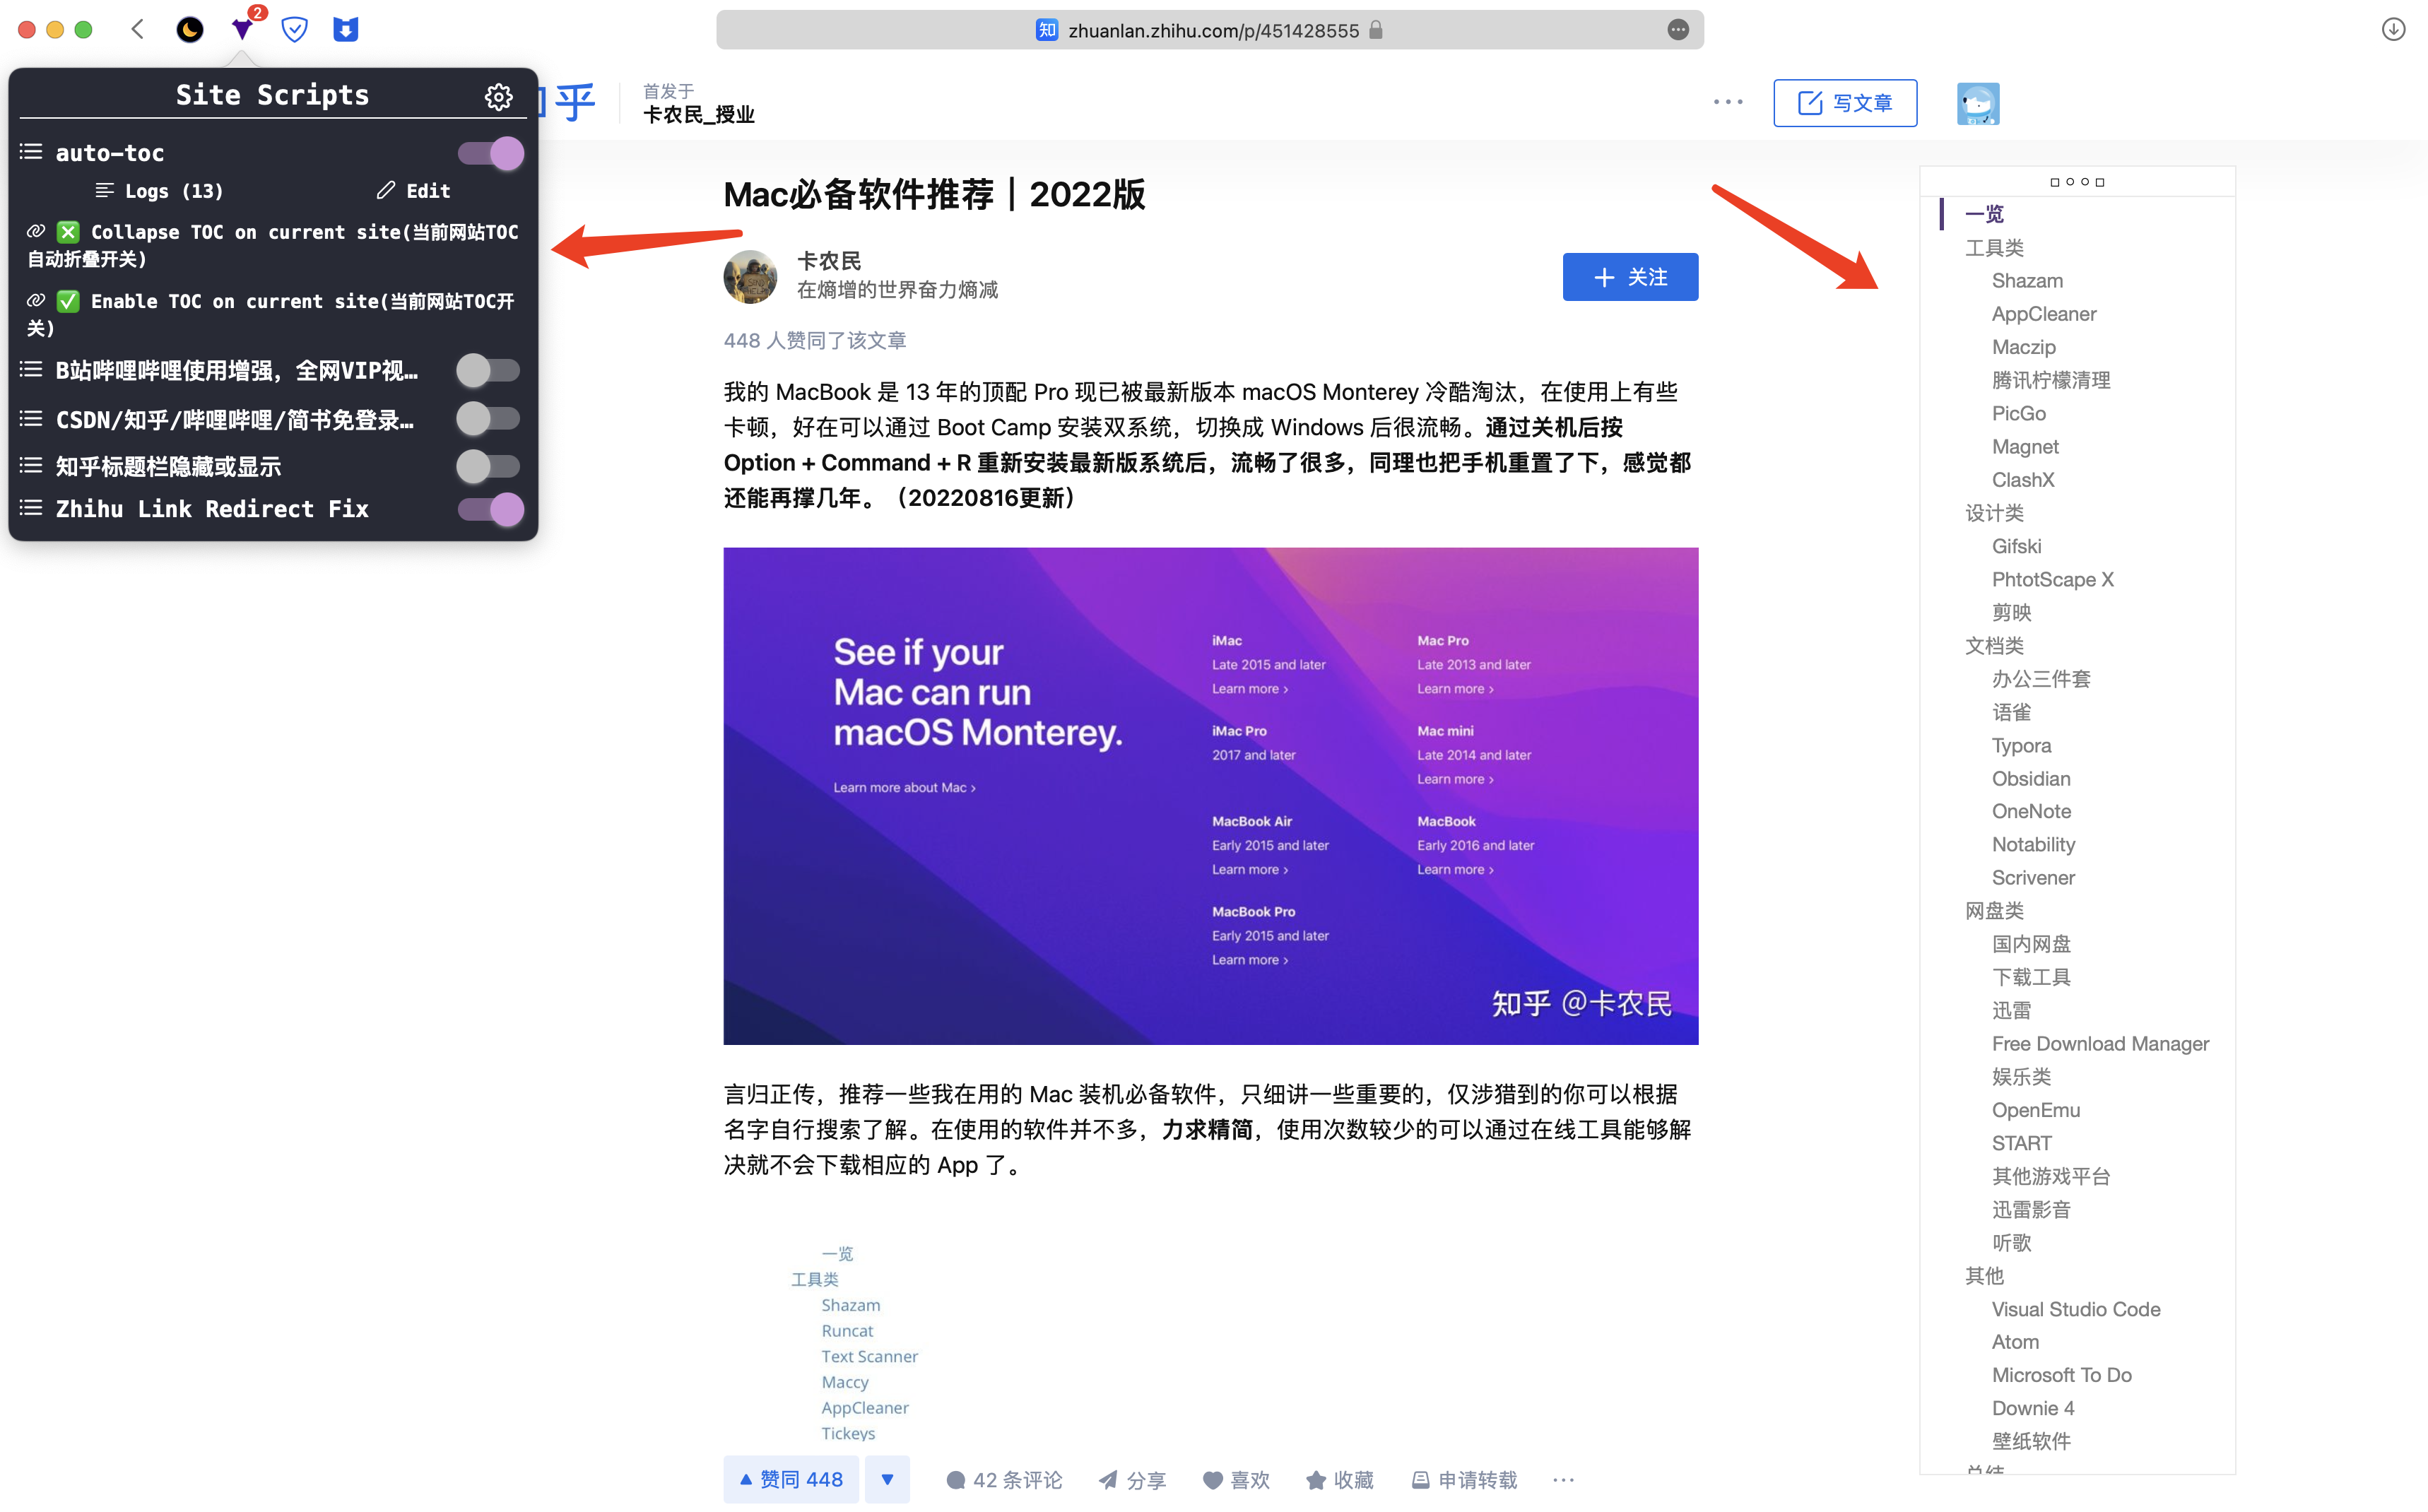 2
知 zhuanlan.zhihu.com/p/451428555
Site Scripts
auto-toc
Logs (13) Edit
Collapse TOC on current site(当前网站TOC
自动折叠开关)
Enable TOC on current site(当前网站TOC开
关)
B站哔哩哔哩使用增强，全网VIP视…
CSDN/知乎/哔哩哔哩/简书免登录…
知乎标题栏隐藏或显示
Zhihu Link Redirect Fix
乎
首发于
卡农民_授业
写文章
Mac必备软件推荐｜2022版
卡农民
在熵增的世界奋力熵减
关注
448 人赞同了该文章
我的 MacBook 是 13 年的顶配 Pro 现已被最新版本 macOS Monterey 冷酷淘汰，在使用上有些
卡顿，好在可以通过 Boot Camp 安装双系统，切换成 Windows 后很流畅。通过关机后按
Option + Command + R 重新安装最新版系统后，流畅了很多，同理也把手机重置了下，感觉都
还能再撑几年。（20220816更新）
See if your
Mac can run
macOS Monterey.
Learn more about Mac ›
iMac
Late 2015 and later
Learn more ›
Mac Pro
Late 2013 and later
Learn more ›
iMac Pro
2017 and later
Mac mini
Late 2014 and later
Learn more ›
MacBook Air
Early 2015 and later
Learn more ›
MacBook
Early 2016 and later
Learn more ›
MacBook Pro
Early 2015 and later
Learn more ›
知乎 @卡农民
言归正传，推荐一些我在用的 Mac 装机必备软件，只细讲一些重要的，仅涉猎到的你可以根据
名字自行搜索了解。在使用的软件并不多，力求精简，使用次数较少的可以通过在线工具能够解
决就不会下载相应的 App 了。
一览
工具类
Shazam
Runcat
Text Scanner
Maccy
AppCleaner
Tickeys
赞同 448
42 条评论
分享
喜欢
收藏
申请转载
一览
工具类
Shazam
AppCleaner
Maczip
腾讯柠檬清理
PicGo
Magnet
ClashX
设计类
Gifski
PhtotScape X
剪映
文档类
办公三件套
语雀
Typora
Obsidian
OneNote
Notability
Scrivener
网盘类
国内网盘
下载工具
迅雷
Free Download Manager
娱乐类
OpenEmu
START
其他游戏平台
迅雷影音
听歌
其他
Visual Studio Code
Atom
Microsoft To Do
Downie 4
壁纸软件
总结